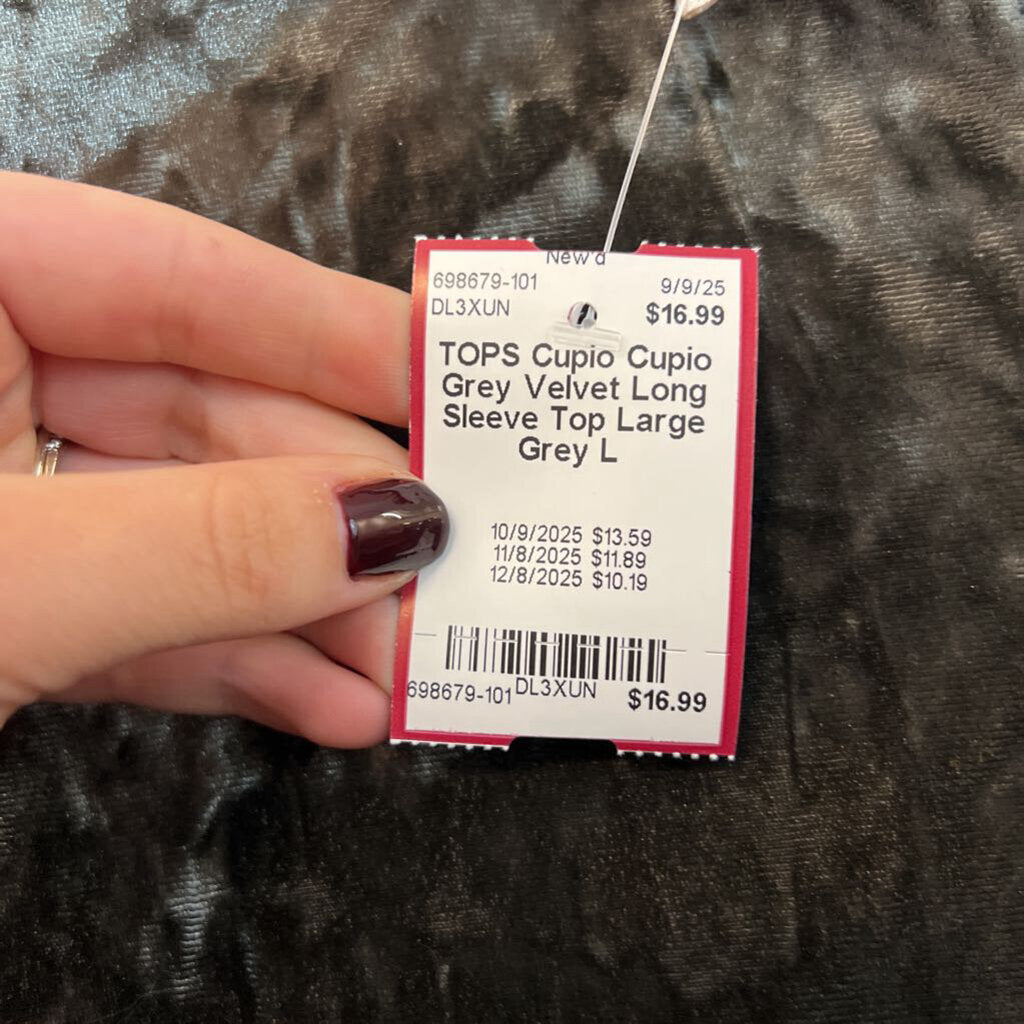 New'd
698679-101 9/9/25
DL3XUN $16.99
TOPS Cupio Cupio
Grey Velvet Long
Sleeve Top Large
Grey L
10/9/2025 $13.59
11/8/2025 $11.89
12/8/2025 $10.19
698679-101 DL3XUN $16.99